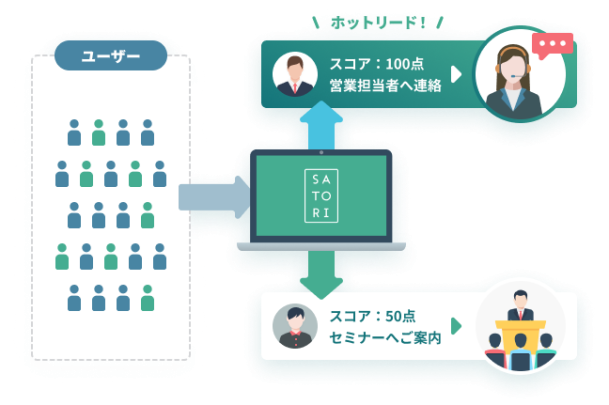 ユーザー
ホットリード！
スコア：100点
営業担当者へ連絡
SA
TO
RI
スコア：50点
セミナーへご案内